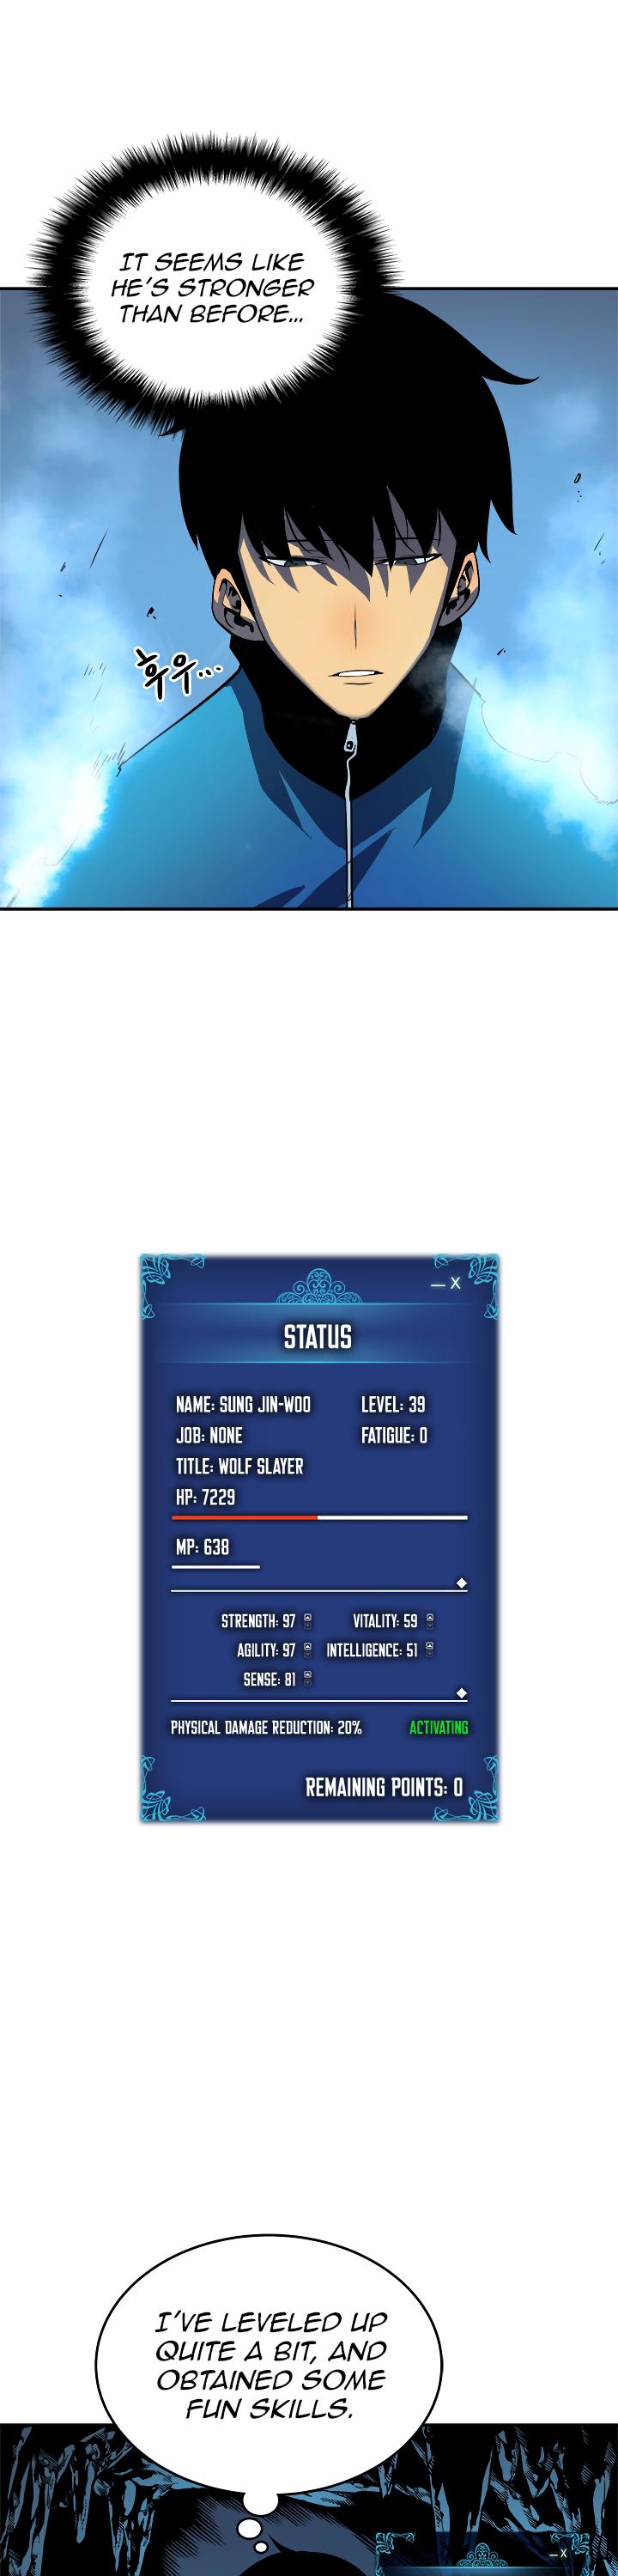 IT SEEMS LIKE
HE'S STRONGER
THAN BEFORE...
후우...
— X
STATUS
NAME: SUNG JIN-WOO LEVEL: 39
JOB: NONE FATIGUE: 0
TITLE: WOLF SLAYER
HP: 7229
MP: 638
STRENGTH: 97 VITALITY: 59
AGILITY: 97 INTELLIGENCE: 51
SENSE: 81
PHYSICAL DAMAGE REDUCTION: 20% ACTIVATING
REMAINING POINTS: 0
I'VE LEVELED UP
QUITE A BIT, AND
OBTAINED SOME
FUN SKILLS.
— X